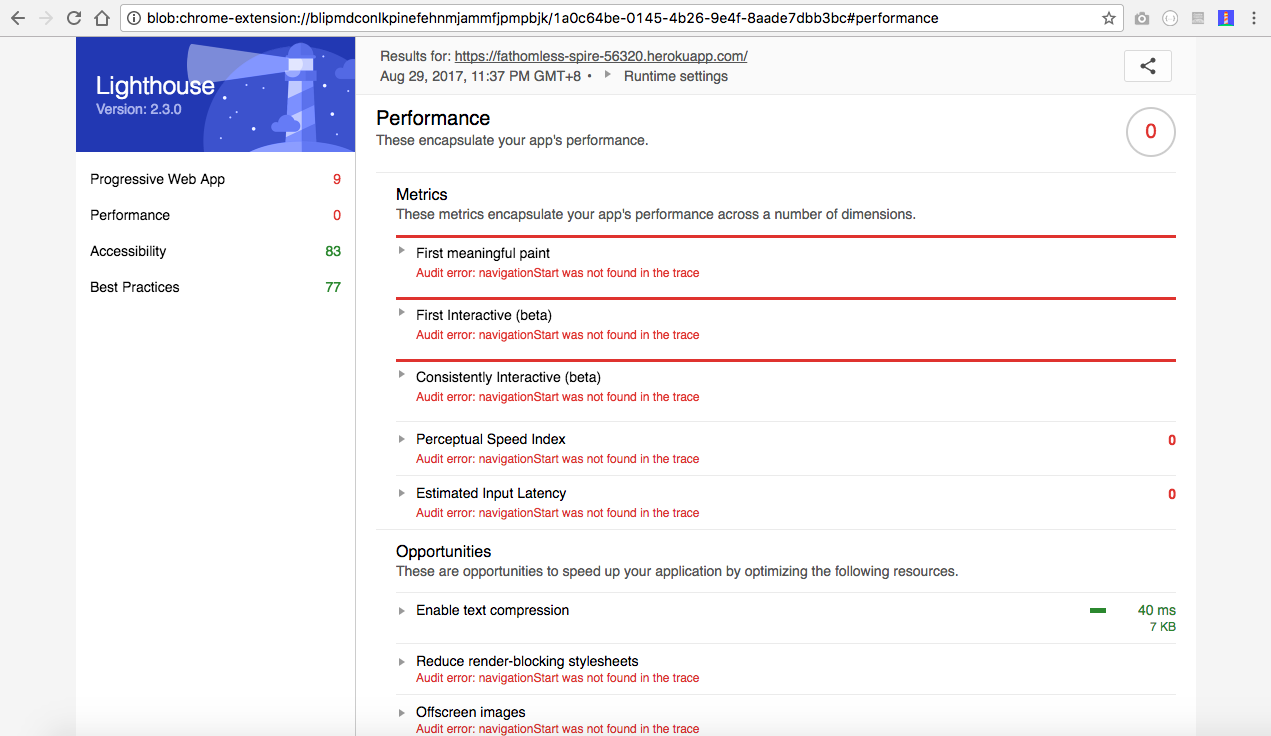 blob:chrome-extension://blipmdconlkpinefehnmjammfjpmpbjk/1a0c64be-0145-4b26-9e4f-8aade7dbb3bc#performance
Lighthouse
Version: 2.3.0
Progressive Web App 9
Performance 0
Accessibility 83
Best Practices 77
Results for: https://fathomless-spire-56320.herokuapp.com/
Aug 29, 2017, 11:37 PM GMT+8 • Runtime settings
Performance
These encapsulate your app's performance.
0
Metrics
These metrics encapsulate your app's performance across a number of dimensions.
First meaningful paint
Audit error: navigationStart was not found in the trace
First Interactive (beta)
Audit error: navigationStart was not found in the trace
Consistently Interactive (beta)
Audit error: navigationStart was not found in the trace
Perceptual Speed Index 0
Audit error: navigationStart was not found in the trace
Estimated Input Latency 0
Audit error: navigationStart was not found in the trace
Opportunities
These are opportunities to speed up your application by optimizing the following resources.
Enable text compression 40 ms
7 KB
Reduce render-blocking stylesheets
Audit error: navigationStart was not found in the trace
Offscreen images
Audit error: navigationStart was not found in the trace